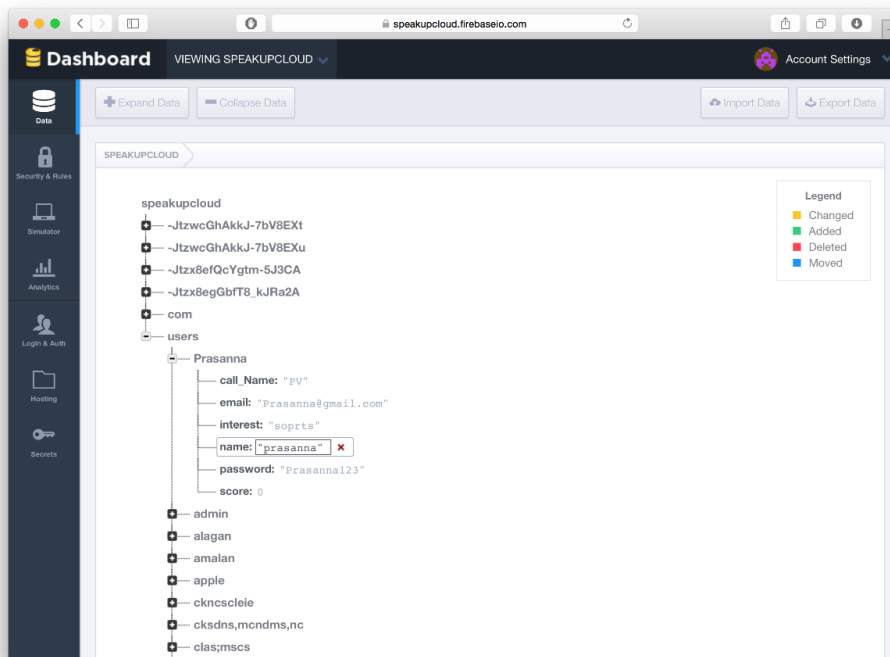 speakupcloud.firebaseio.com
Dashboard
VIEWING SPEAKUPCLOUD
Account Settings
Data
Security & Rules
Simulator
Analytics
Login & Auth
Hosting
Secrets
Expand Data
Collapse Data
Import Data
Export Data
SPEAKUPCLOUD
Legend
Changed
Added
Deleted
Moved
speakupcloud
-JtzwcGhAkkJ-7bV8EXt
-JtzwcGhAkkJ-7bV8EXu
-Jtzx8efQcYgtm-5J3CA
-Jtzx8egGbfT8_kJRa2A
com
users
Prasanna
call_Name: "PV"
email: "Prasanna@gmail.com"
interest: "soprts"
name: "prasanna"
password: "Prasanna123"
score: 0
admin
alagan
amalan
apple
ckncscleie
cksdns,mcndms,nc
clas;mscs